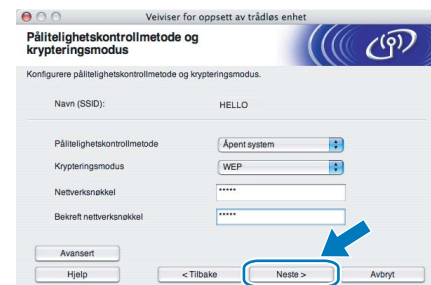 Veiviser for oppsett av trådløs enhet
Pålitelighetskontrollmetode og
krypteringsmodus
Konfigurere pålitelighetskontrollmetode og krypteringsmodus.
Navn (SSID): HELLO
Pålitelighetskontrollmetode Åpent system
Krypteringsmodus WEP
Nettverksnøkkel *****
Bekreft nettverksnøkkel *****
Avansert
Hjelp < Tilbake Neste > Avbryt